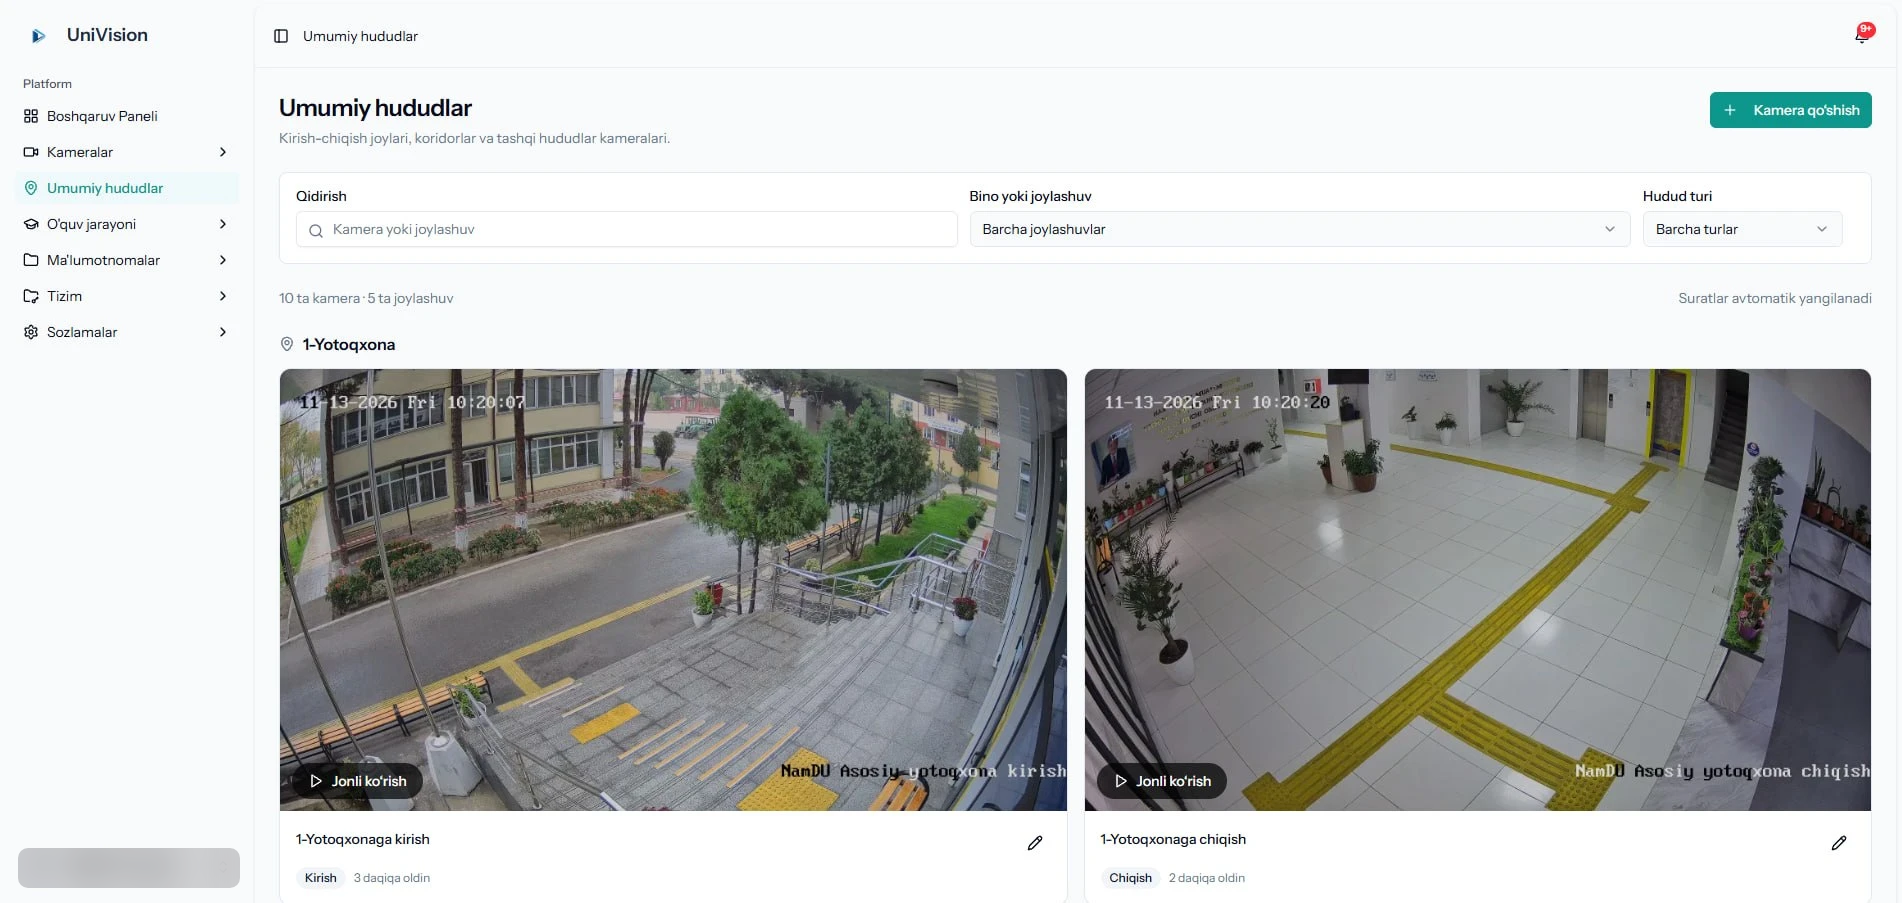 UniVision
Platform
Boshqaruv Paneli
Kameralar
Umumiy hududlar
O'quv jarayoni
Ma'lumotnomalar
Tizim
Sozlamalar
Umumiy hududlar
9+
Umumiy hududlar
Kirish-chiqish joylari, koridorlar va tashqi hududlar kameralari.
Kamera qo‘shish
Qidirish
Kamera yoki joylashuv
Bino yoki joylashuv
Barcha joylashuvlar
Hudud turi
Barcha turlar
10 ta kamera · 5 ta joylashuv
Suratlar avtomatik yangilanadi
1-Yotoqxona
11-13-2026 Fri 10:20:07
Jonli ko‘rish
NamDU Asosiy yotoqxona kirish
1-Yotoqxonaga kirish
Kirish
3 daqiqa oldin
11-13-2026 Fri 10:20:20
Jonli ko‘rish
NamDU Asosiy yotoqxona chiqish
1-Yotoqxonaga chiqish
Chiqish
2 daqiqa oldin